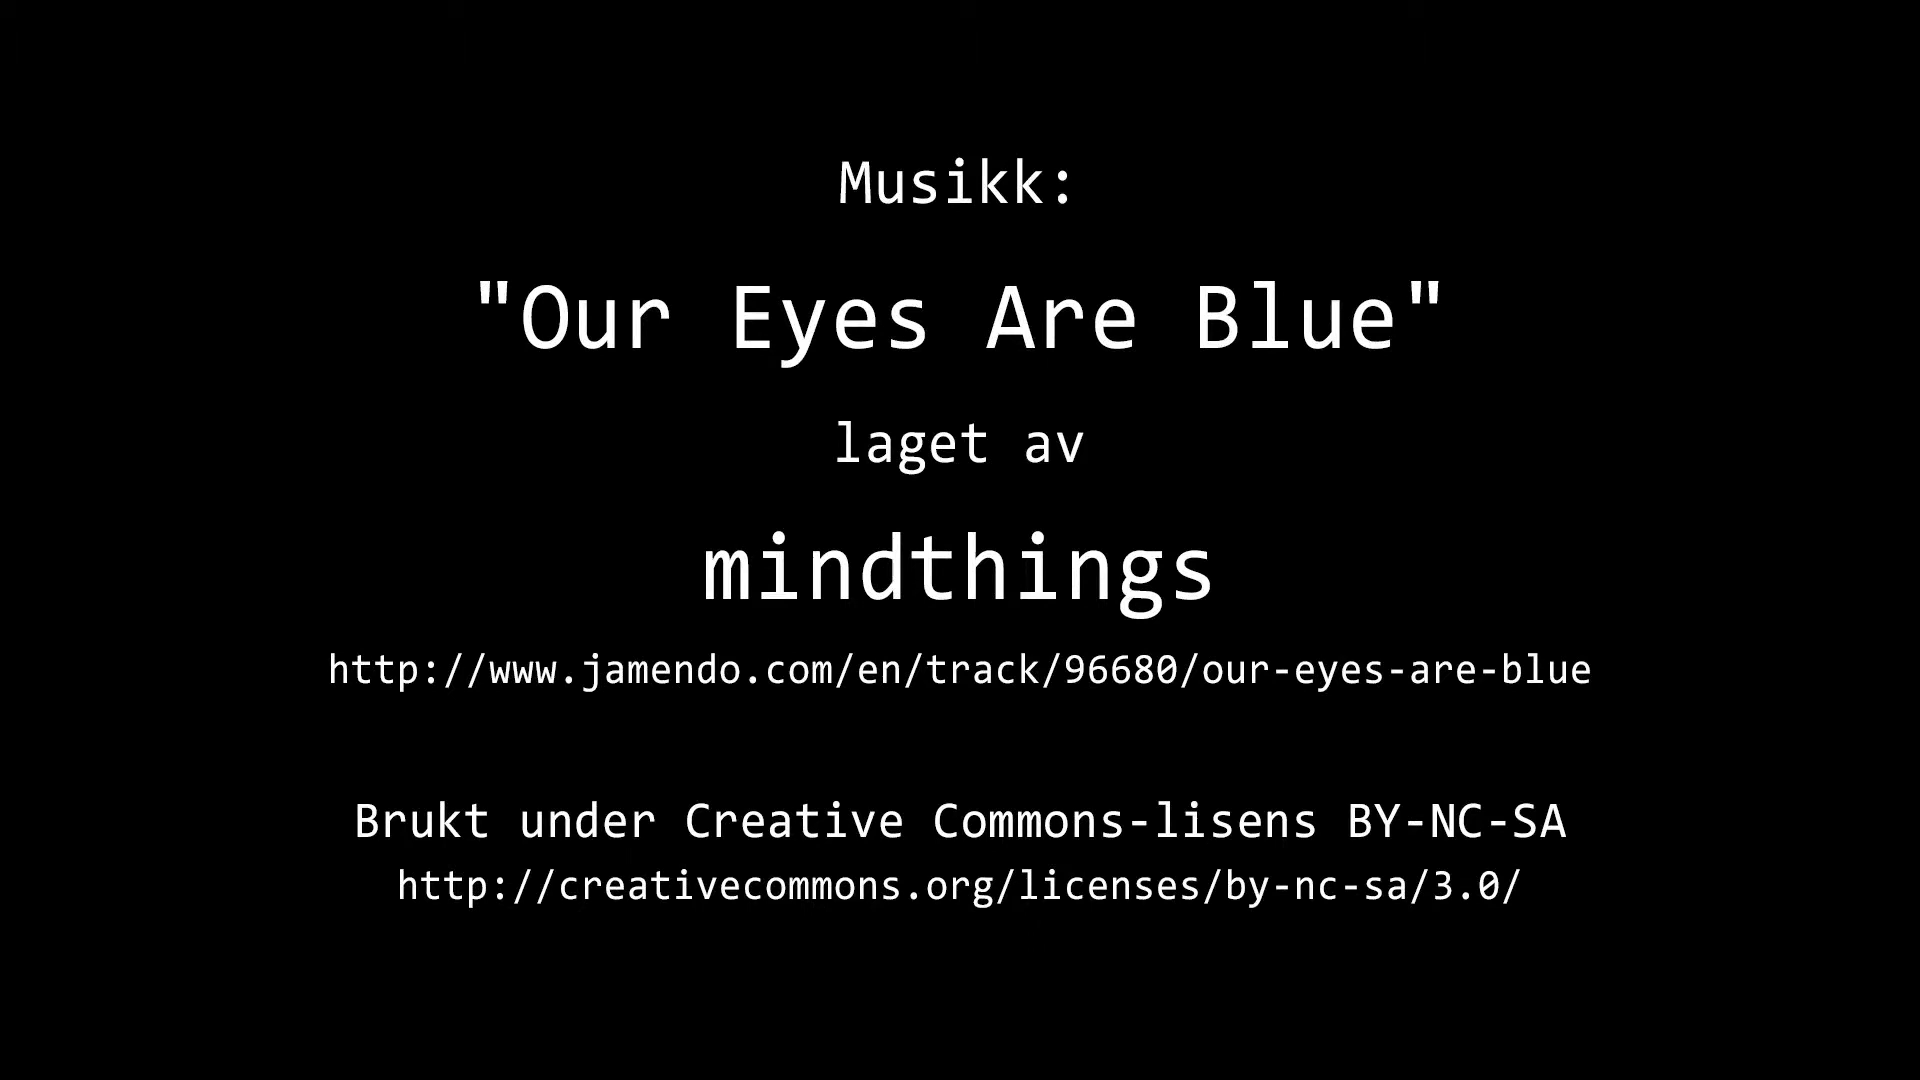 Musikk:
"Our Eyes Are Blue"
laget av
mindthings
http://www.jamendo.com/en/track/96680/our-eyes-are-blue
Brukt under Creative Commons-lisens BY-NC-SA
http://creativecommons.org/licenses/by-nc-sa/3.0/